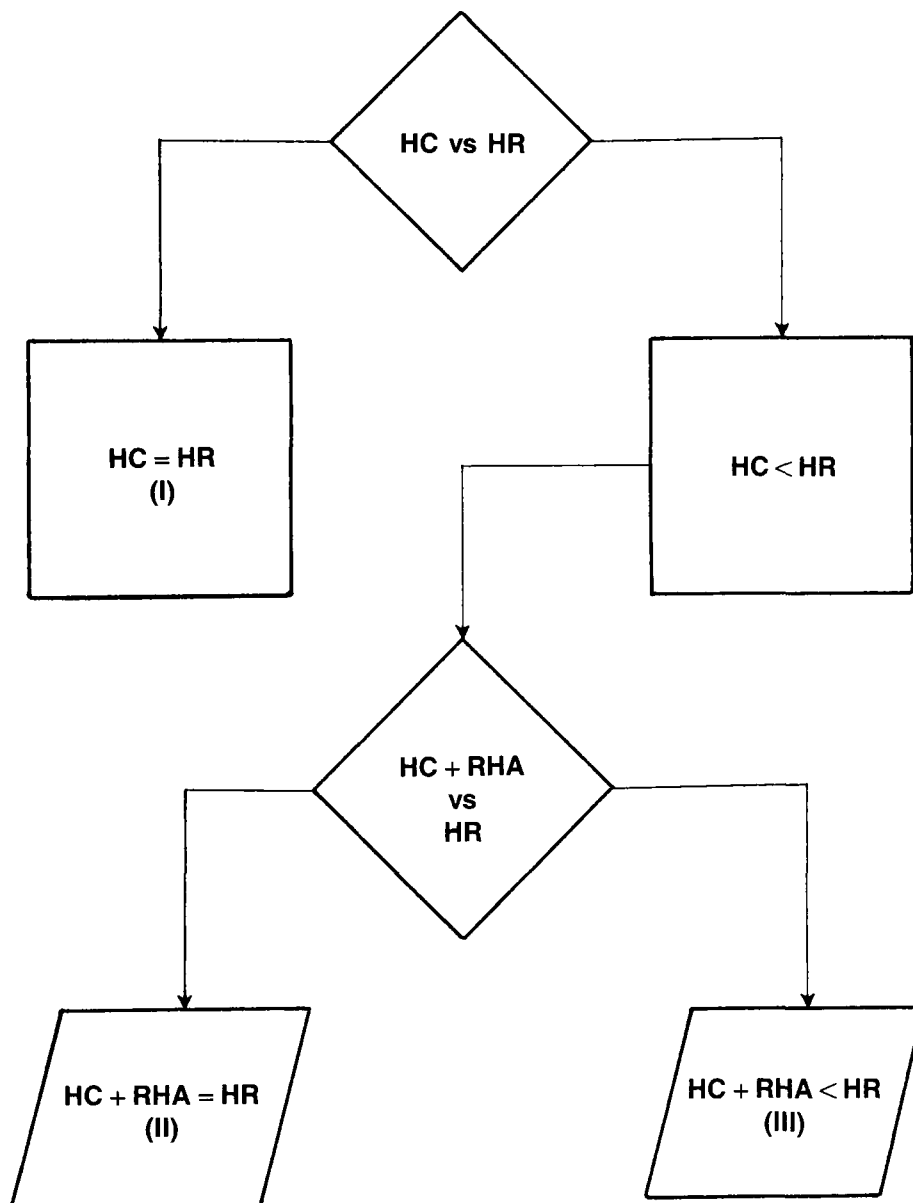 HC vs HR
HC = HR
(I)
HC < HR
HC + RHA
vs
HR
HC + RHA = HR
(II)
HC + RHA < HR
(III)